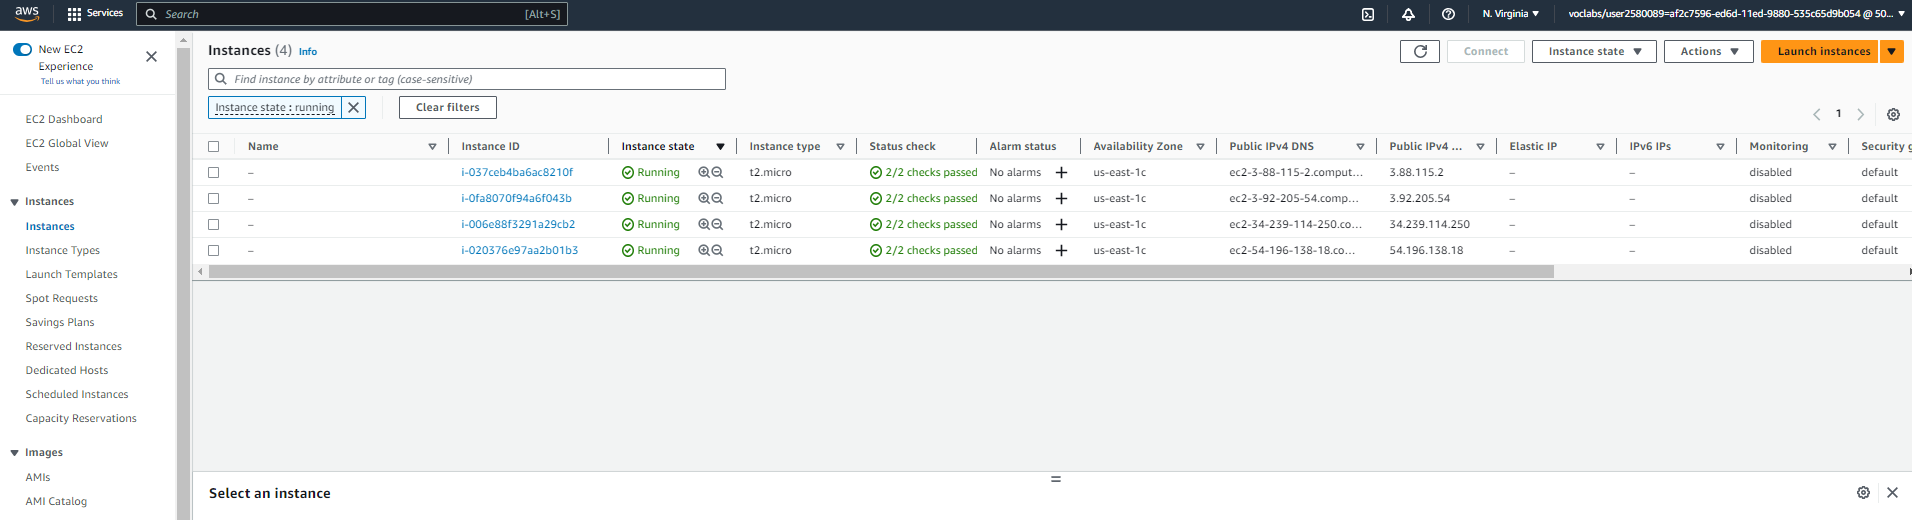 aws Services Search [Alt+S] N. Virginia voclabs/user2580089=af2c7596-ed6d-11ed-9880-535c65d9b054 @ 50...
New EC2 Experience
Tell us what you think
EC2 Dashboard
EC2 Global View
Events
Instances
Instances
Instance Types
Launch Templates
Spot Requests
Savings Plans
Reserved Instances
Dedicated Hosts
Scheduled Instances
Capacity Reservations
Images
AMIs
AMI Catalog
Instances (4) Info Connect Instance state Actions Launch instances
Find instance by attribute or tag (case-sensitive)
Instance state : running Clear filters
1
Name Instance ID Instance state Instance type Status check Alarm status Availability Zone Public IPv4 DNS Public IPv4 ... Elastic IP IPv6 IPs Monitoring Security g
– i-037ceb4ba6ac8210f Running t2.micro 2/2 checks passed No alarms + us-east-1c ec2-3-88-115-2.comput... 3.88.115.2 – – disabled default
– i-0fa8070f94a6f043b Running t2.micro 2/2 checks passed No alarms + us-east-1c ec2-3-92-205-54.comp... 3.92.205.54 – – disabled default
– i-006e88f3291a29cb2 Running t2.micro 2/2 checks passed No alarms + us-east-1c ec2-34-239-114-250.co... 34.239.114.250 – – disabled default
– i-020376e97aa2b01b3 Running t2.micro 2/2 checks passed No alarms + us-east-1c ec2-54-196-138-18.co... 54.196.138.18 – – disabled default
Select an instance